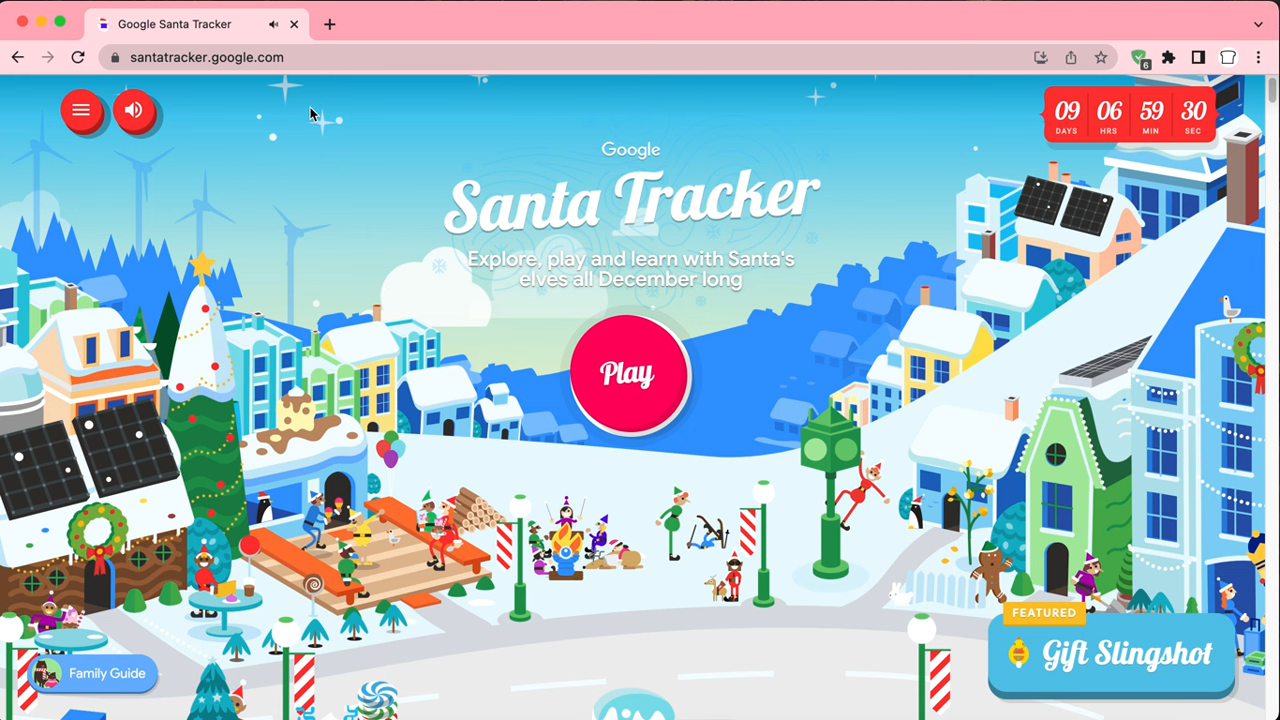 Google Santa Tracker
santatracker.google.com
6
09 06 59 30
DAYS HRS MIN SEC
Google
Santa Tracker
Explore, play and learn with Santa's
elves all December long
Play
FEATURED
Gift Slingshot
Family Guide